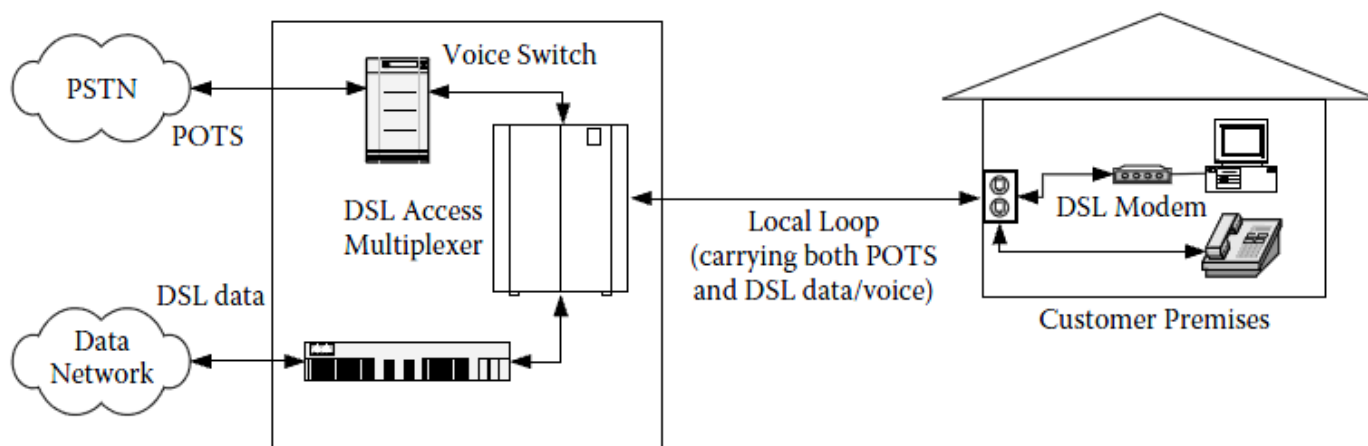 Voice Switch
PSTN
POTS
DSL Access
Multiplexer
DSL Modem
Local Loop
(carrying both POTS
and DSL data/voice)
DSL data
Data
Network
Customer Premises